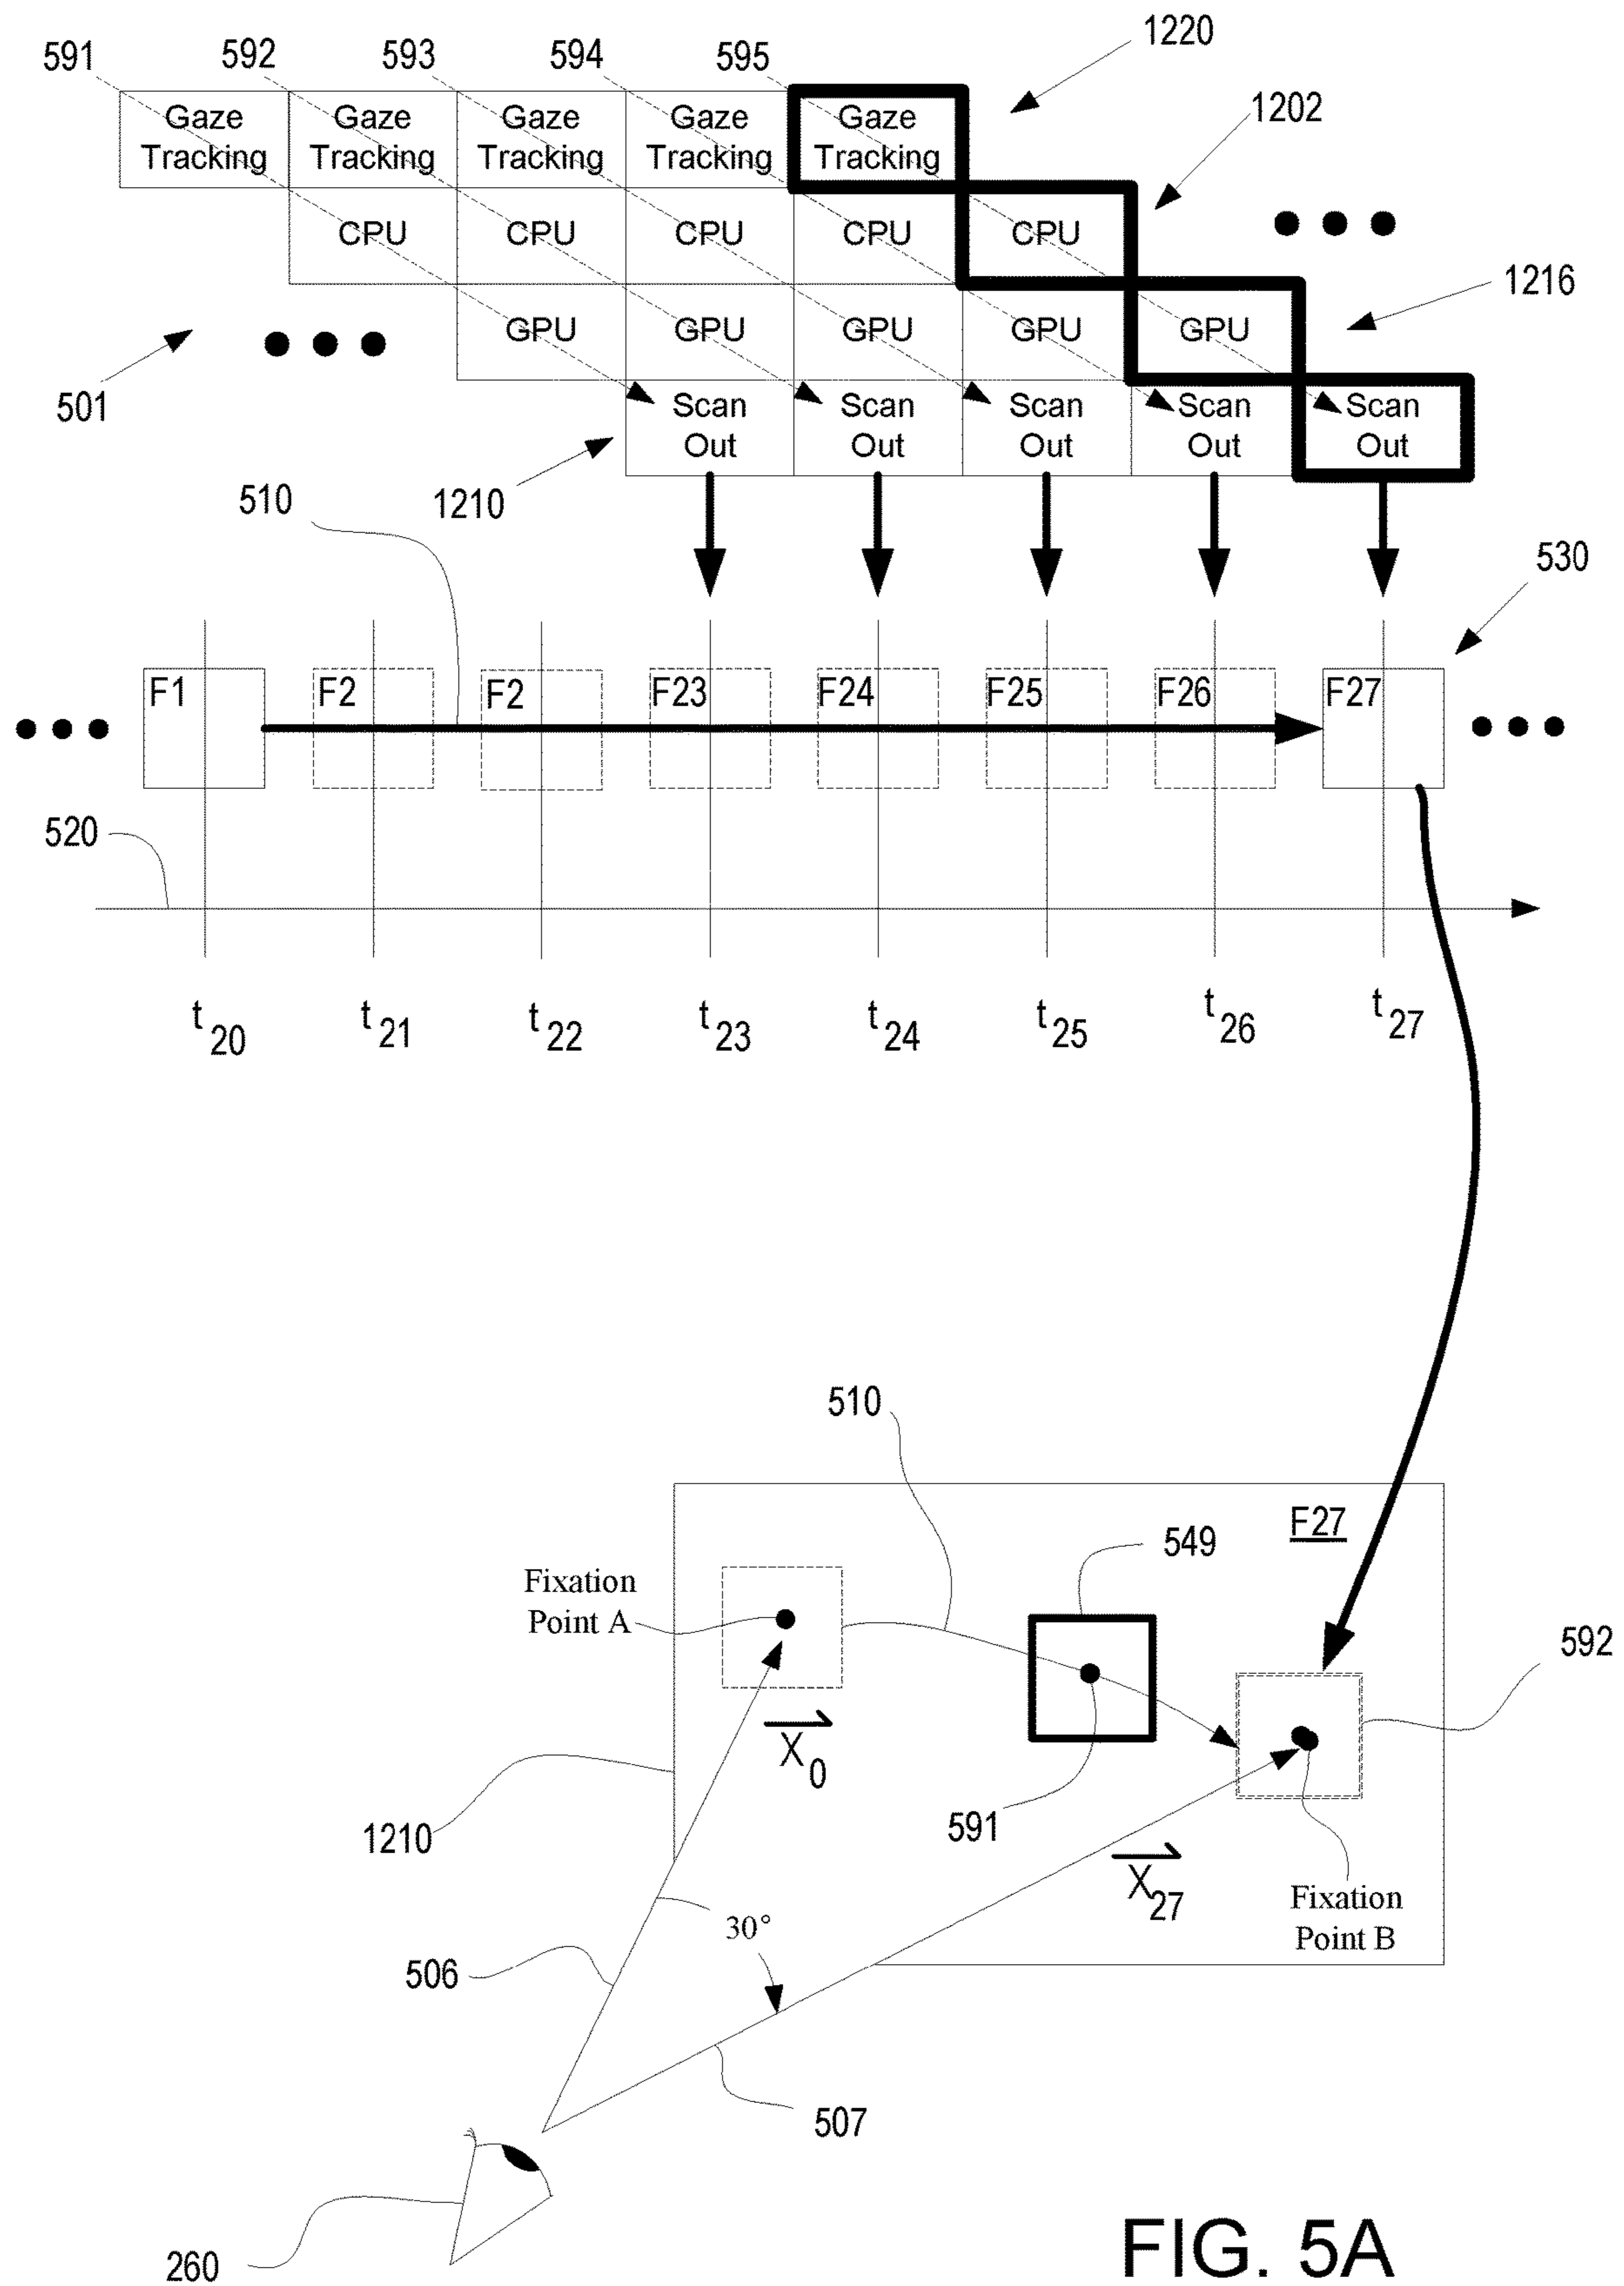 1220
591 592 593 594 595
1202
Gaze Tracking Gaze Tracking Gaze Tracking Gaze Tracking Gaze Tracking
CPU CPU CPU CPU CPU
1216
GPU GPU GPU GPU GPU
501
Scan Out Scan Out Scan Out Scan Out Scan Out
510
1210
530
F1 F2 F2 F23 F24 F25 F26 F27
520
t20 t21 t22 t23 t24 t25 t26 t27
510
F27
549
Fixation
Point A
592
X0
591
1210
X27
Fixation
Point B
30°
506
507
260
FIG. 5A